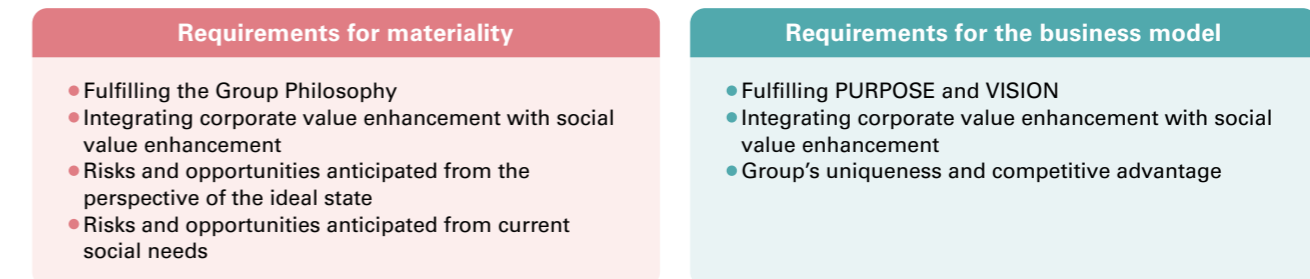 Requirements for materiality
● Fulfilling the Group Philosophy
● Integrating corporate value enhancement with social
value enhancement
● Risks and opportunities anticipated from the
perspective of the ideal state
● Risks and opportunities anticipated from current
social needs
Requirements for the business model
● Fulfilling PURPOSE and VISION
● Integrating corporate value enhancement with social
value enhancement
● Group’s uniqueness and competitive advantage